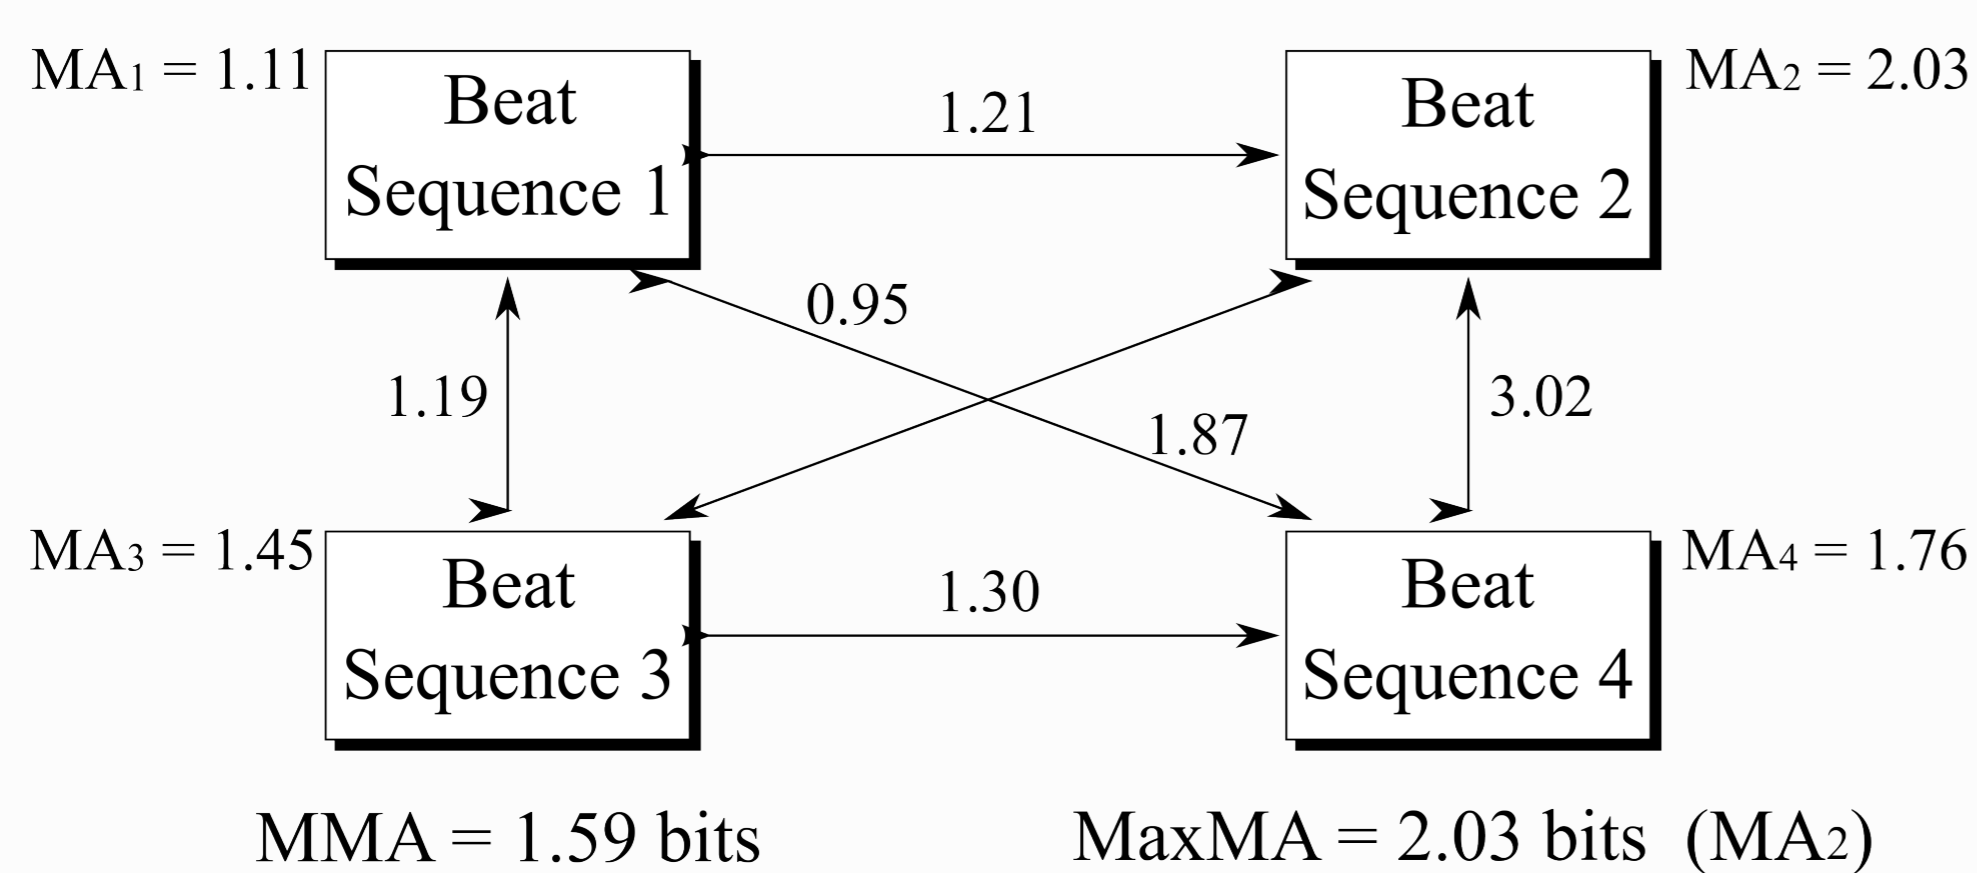 MA1 = 1.11
Beat
Sequence 1
1.21
Beat
Sequence 2
MA2 = 2.03
0.95
1.19
1.87
3.02
MA3 = 1.45
Beat
Sequence 3
1.30
Beat
Sequence 4
MA4 = 1.76
MMA = 1.59 bits
MaxMA = 2.03 bits (MA2)